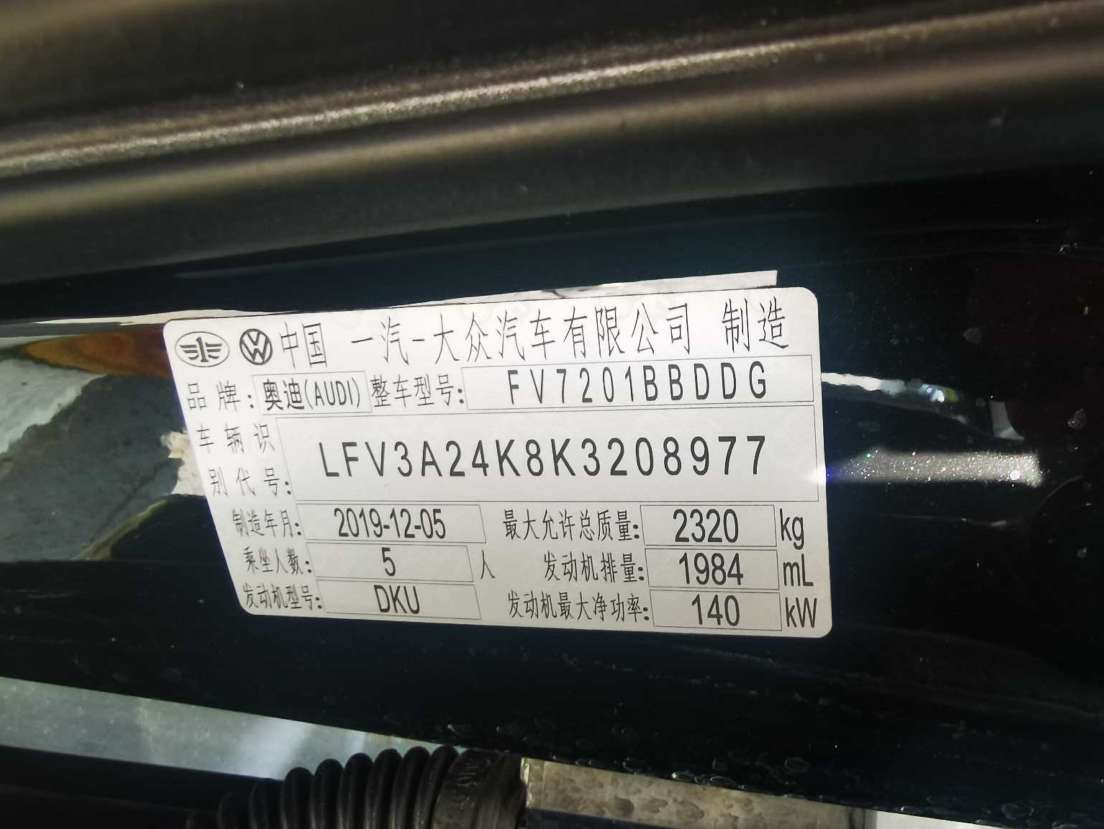 中国 一汽-大众汽车有限公司 制造
品牌: 奥迪(AUDI) 整车型号: FV7201BBDDG
车辆识别代号: LFV3A24K8K3208977
制造年月: 2019-12-05 最大允许总质量: 2320 kg
乘坐人数: 5 人 发动机排量: 1984 mL
发动机型号: DKU 发动机最大净功率: 140 kW